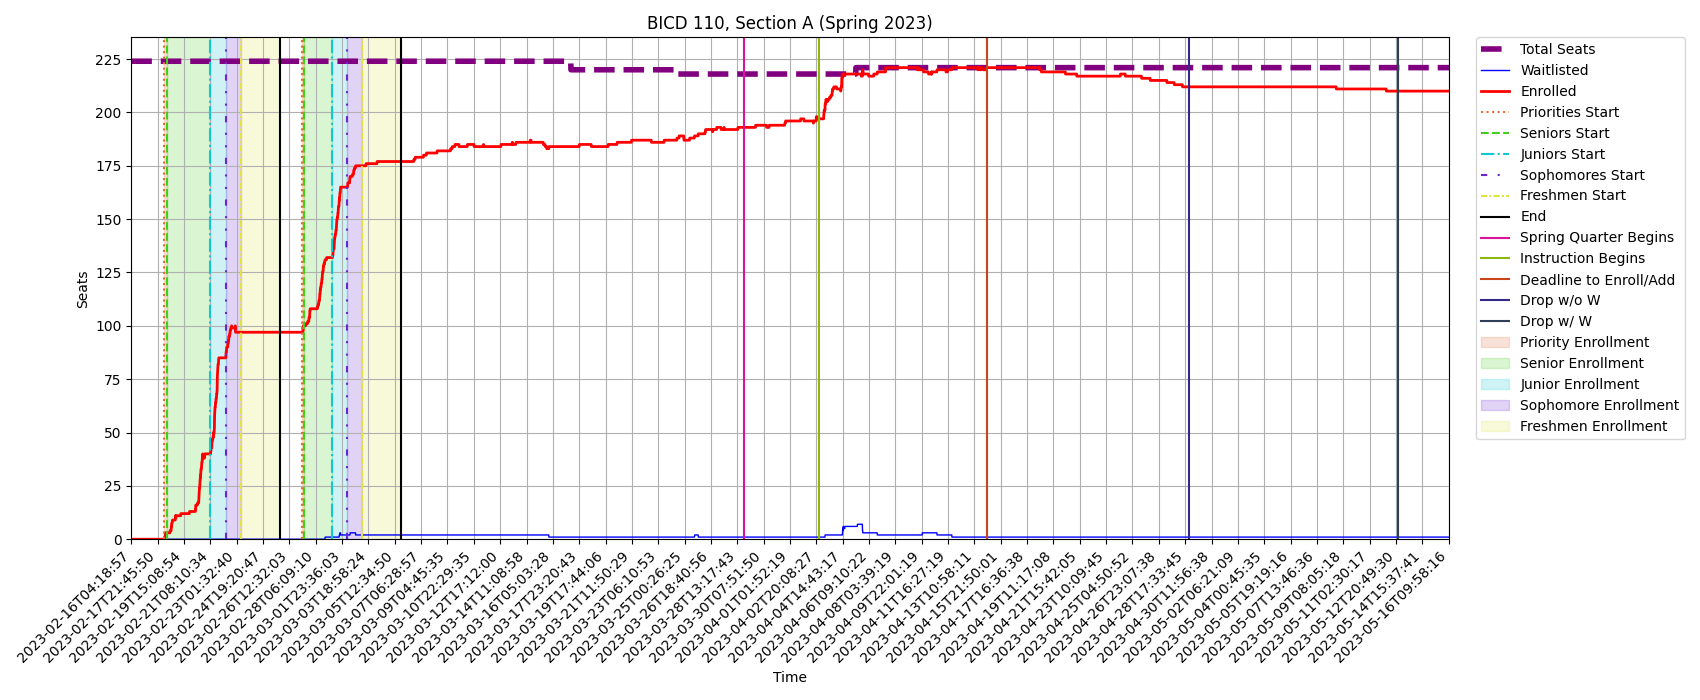 BICD 110, Section A (Spring 2023)
Seats
225
200
175
150
125
100
75
50
25
0
2023-02-16T04:18:57
2023-02-17T21:45:50
2023-02-19T15:08:54
2023-02-21T08:10:34
2023-02-23T01:32:40
2023-02-24T19:20:47
2023-02-26T12:32:03
2023-02-28T06:09:10
2023-03-01T23:36:03
2023-03-03T18:58:24
2023-03-05T12:34:50
2023-03-07T06:28:57
2023-03-09T04:45:35
2023-03-10T22:29:35
2023-03-12T17:12:00
2023-03-14T11:08:58
2023-03-16T05:03:28
2023-03-17T23:20:43
2023-03-19T17:44:06
2023-03-21T11:50:29
2023-03-23T06:10:53
2023-03-25T00:26:25
2023-03-26T18:40:56
2023-03-28T13:17:43
2023-03-30T07:51:50
2023-04-01T01:52:19
2023-04-02T20:08:27
2023-04-04T14:43:17
2023-04-06T09:10:22
2023-04-08T03:39:19
2023-04-09T22:01:19
2023-04-11T16:27:19
2023-04-13T10:58:11
2023-04-15T21:50:01
2023-04-17T16:36:38
2023-04-19T11:17:08
2023-04-21T15:42:05
2023-04-23T10:09:45
2023-04-25T04:50:52
2023-04-26T23:07:38
2023-04-28T17:33:45
2023-04-30T11:56:38
2023-05-02T06:21:09
2023-05-04T00:45:35
2023-05-05T19:19:16
2023-05-07T13:46:36
2023-05-09T08:05:18
2023-05-11T02:30:17
2023-05-12T20:49:30
2023-05-14T15:37:41
2023-05-16T09:58:16
Time
Total Seats
Waitlisted
Enrolled
Priorities Start
Seniors Start
Juniors Start
Sophomores Start
Freshmen Start
End
Spring Quarter Begins
Instruction Begins
Deadline to Enroll/Add
Drop w/o W
Drop w/ W
Priority Enrollment
Senior Enrollment
Junior Enrollment
Sophomore Enrollment
Freshmen Enrollment